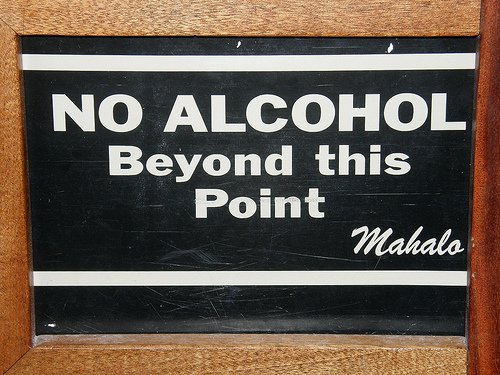 NO ALCOHOL
Beyond this
Point
Mahalo